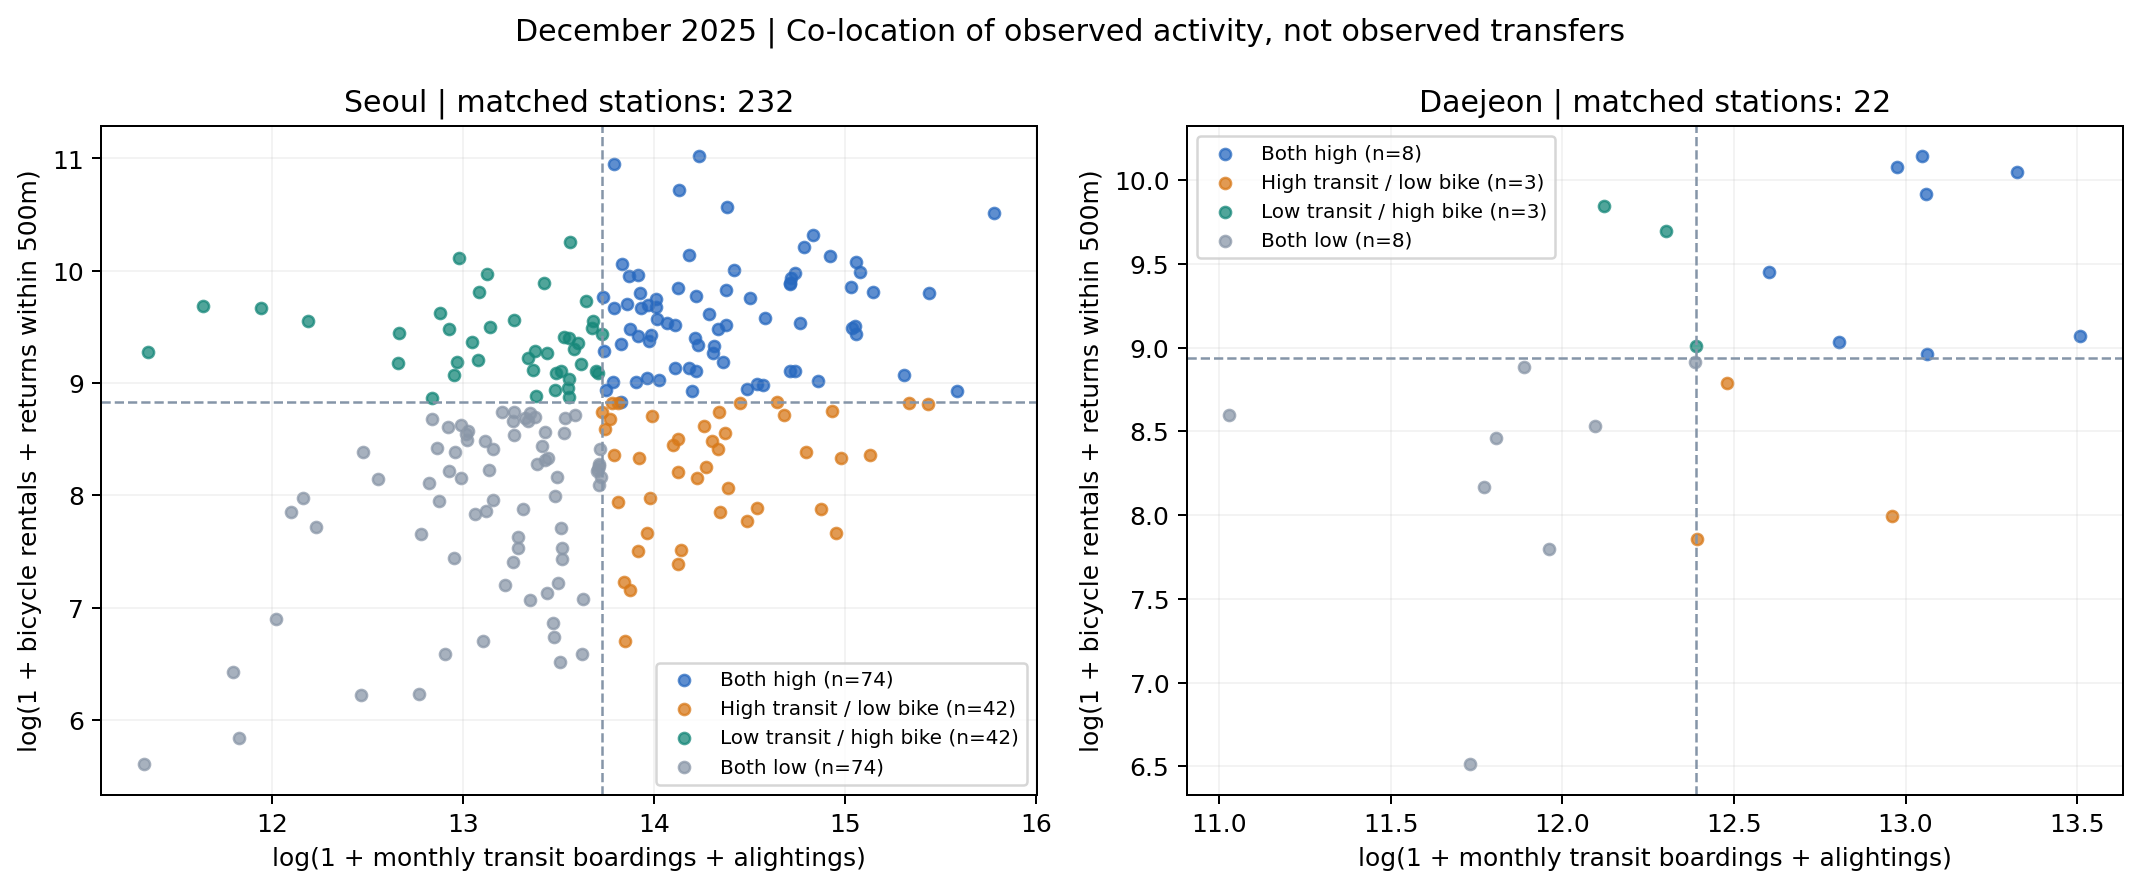 December 2025 | Co-location of observed activity, not observed transfers
Seoul | matched stations: 232
log(1 + bicycle rentals + returns within 500m)
11
10
9
8
7
6
Both high (n=74)
High transit / low bike (n=42)
Low transit / high bike (n=42)
Both low (n=74)
12
13
14
15
16
log(1 + monthly transit boardings + alightings)
Daejeon | matched stations: 22
log(1 + bicycle rentals + returns within 500m)
10.0
9.5
9.0
8.5
8.0
7.5
7.0
6.5
Both high (n=8)
High transit / low bike (n=3)
Low transit / high bike (n=3)
Both low (n=8)
11.0
11.5
12.0
12.5
13.0
13.5
log(1 + monthly transit boardings + alightings)